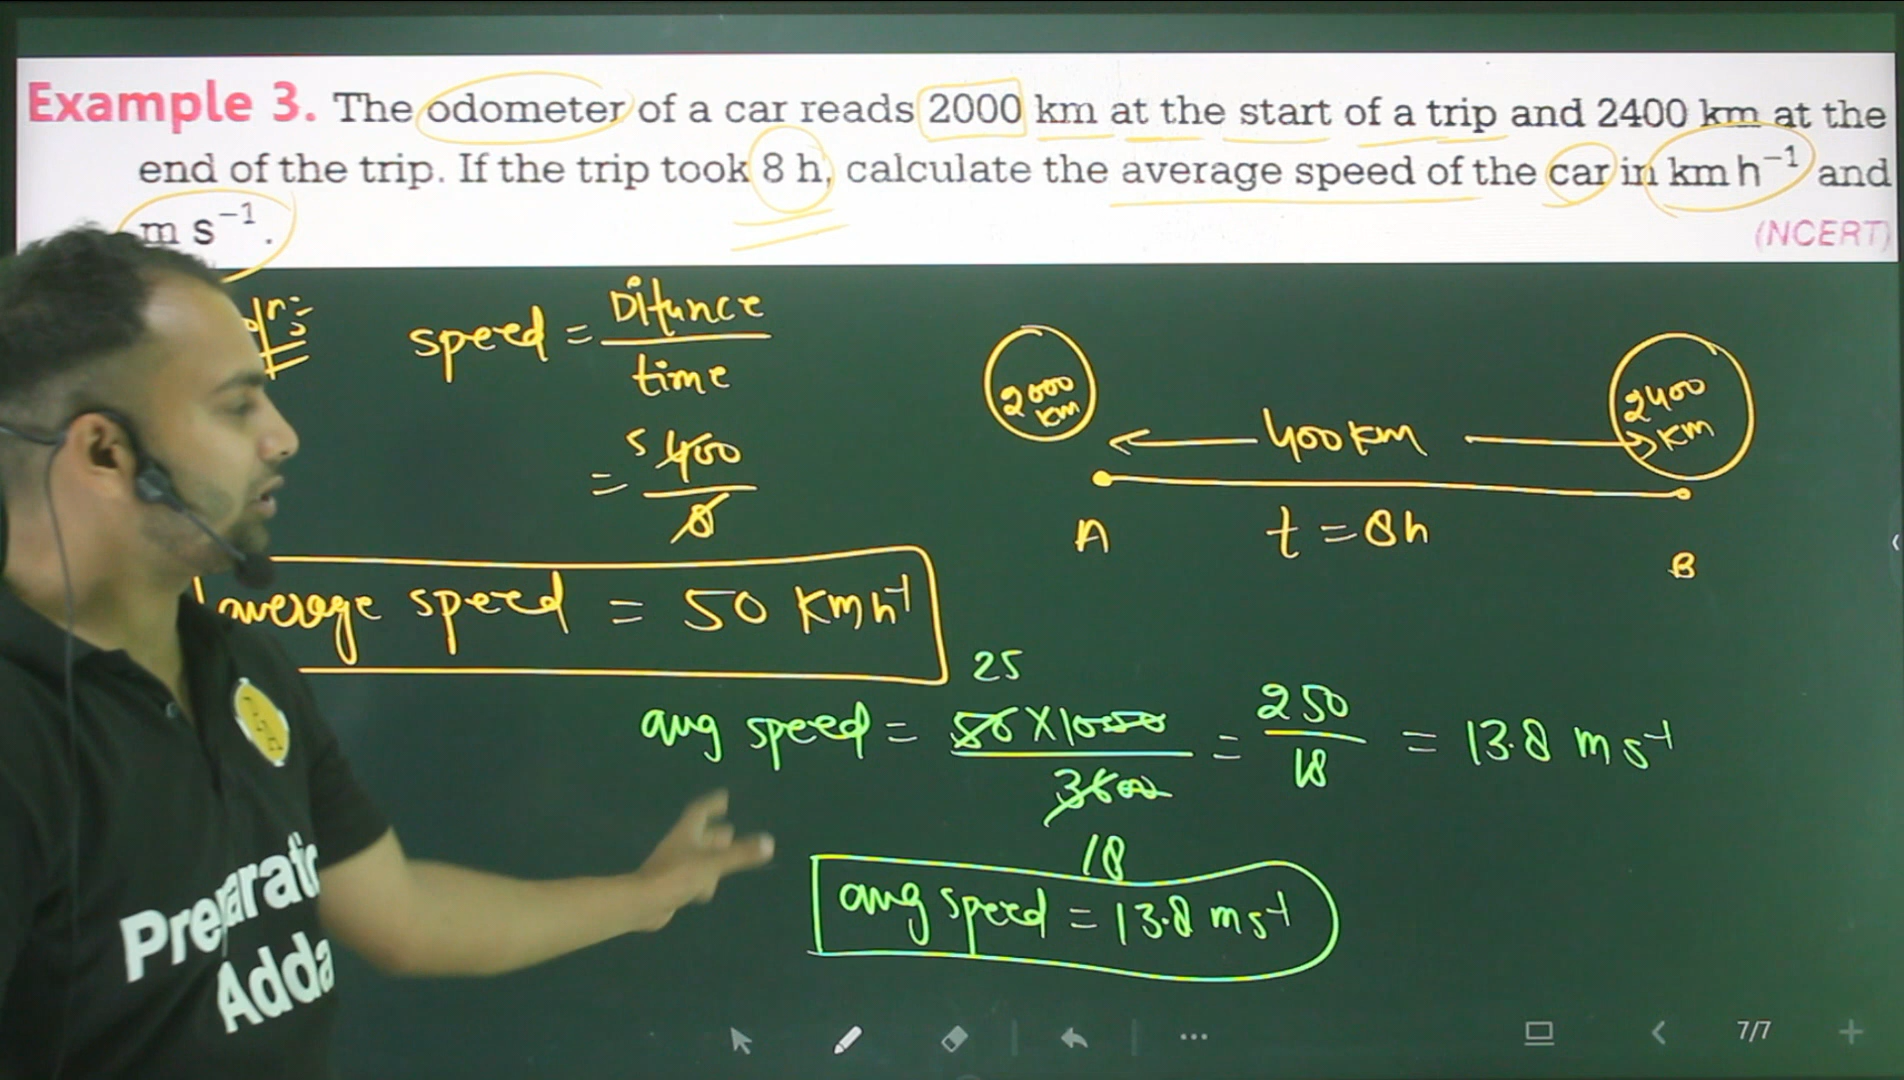 Example 3. The odometer of a car reads 2000 km at the start of a trip and 2400 km at the
end of the trip. If the trip took 8 h, calculate the average speed of the car in km h⁻¹ and
m s⁻¹.
(NCERT)
speed = Ditance / time
= 400 / 8
5
average speed = 50 Km h⁻¹
2000 km
2400 KM
400 KM
A
t = 8h
B
25
avg speed = 50 X 1000 / 3600 = 250 / 18 = 13.8 m s⁻¹
18
avg speed = 13.8 m s⁻¹
Preparation
Adda
7/7